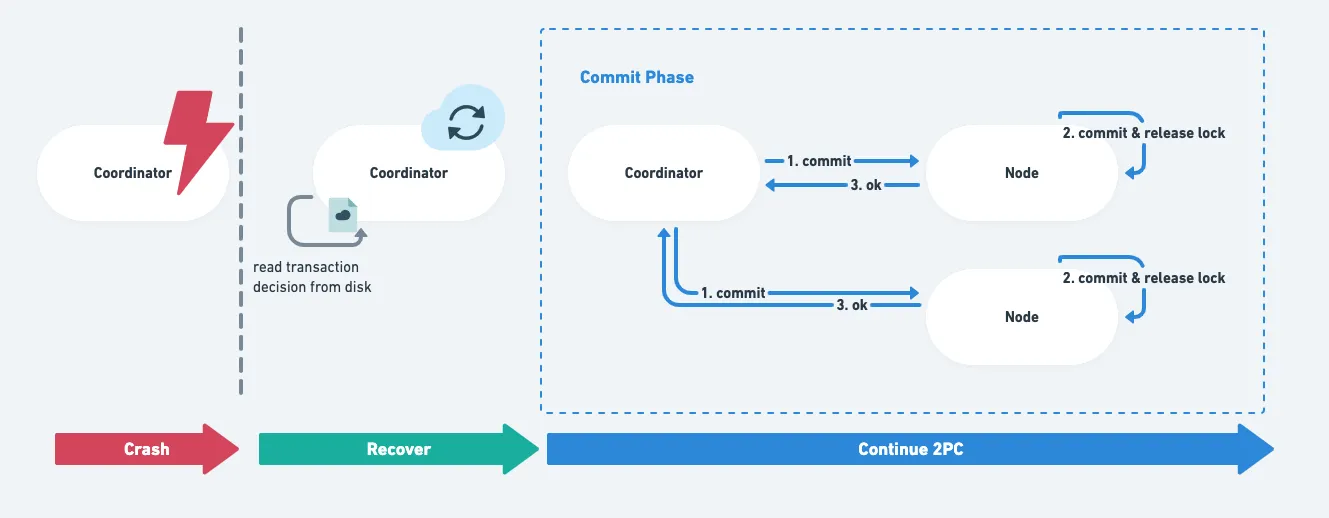 Commit Phase
Coordinator
Coordinator
read transaction
decision from disk
Coordinator
1. commit
3. ok
Node
2. commit & release lock
1. commit
3. ok
Node
2. commit & release lock
Crash
Recover
Continue 2PC